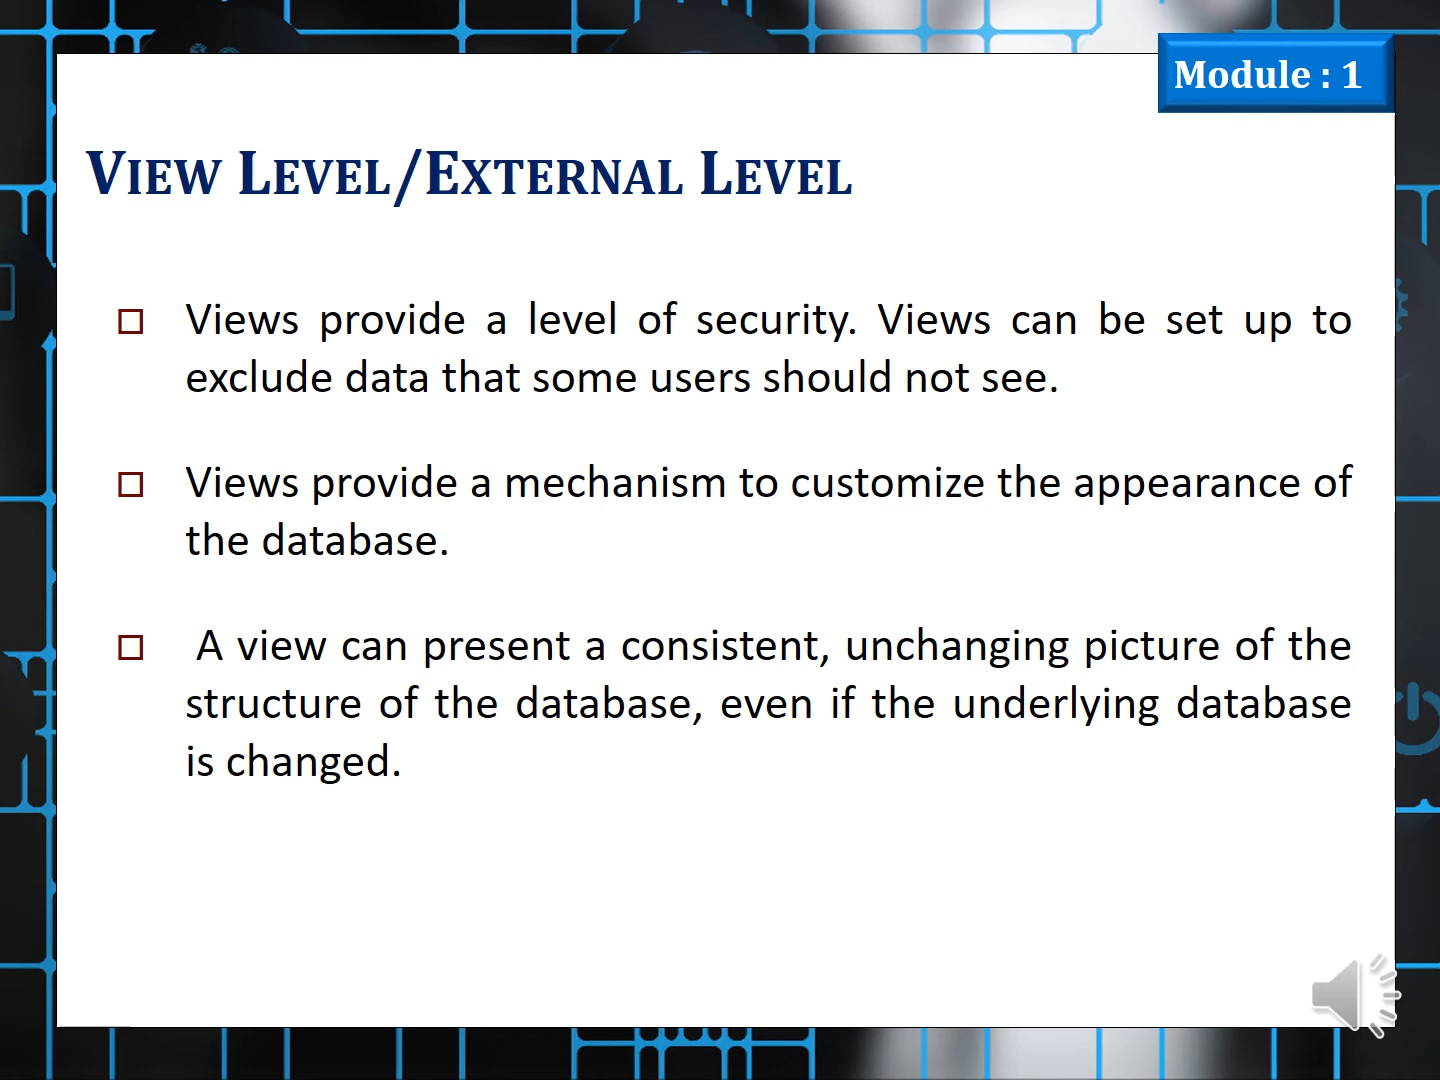 Module : 1
VIEW LEVEL/EXTERNAL LEVEL
Views provide a level of security. Views can be set up to
exclude data that some users should not see.
Views provide a mechanism to customize the appearance of
the database.
A view can present a consistent, unchanging picture of the
structure of the database, even if the underlying database
is changed.